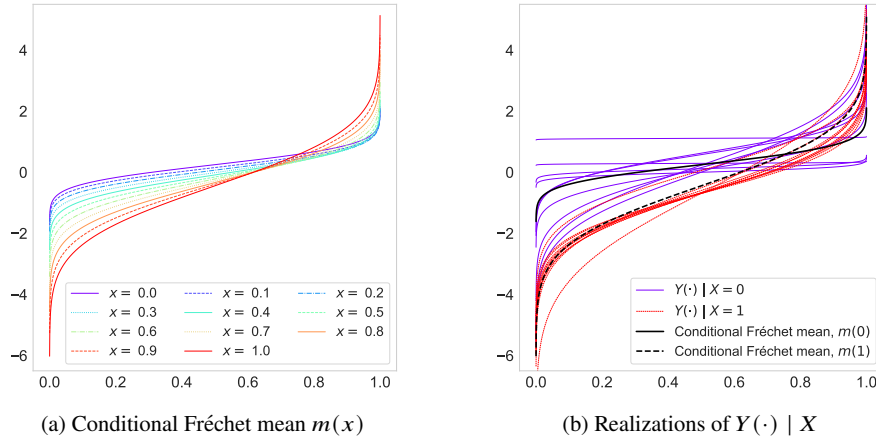 4
2
0
−2
−4
−6
x = 0.0 x = 0.1 x = 0.2
x = 0.3 x = 0.4 x = 0.5
x = 0.6 x = 0.7 x = 0.8
x = 0.9 x = 1.0
0.0 0.2 0.4 0.6 0.8 1.0
(a) Conditional Fréchet mean m(x)
4
2
0
−2
−4
−6
Y(·) | X = 0
Y(·) | X = 1
Conditional Fréchet mean, m(0)
Conditional Fréchet mean, m(1)
0.0 0.2 0.4 0.6 0.8 1.0
(b) Realizations of Y(·) | X